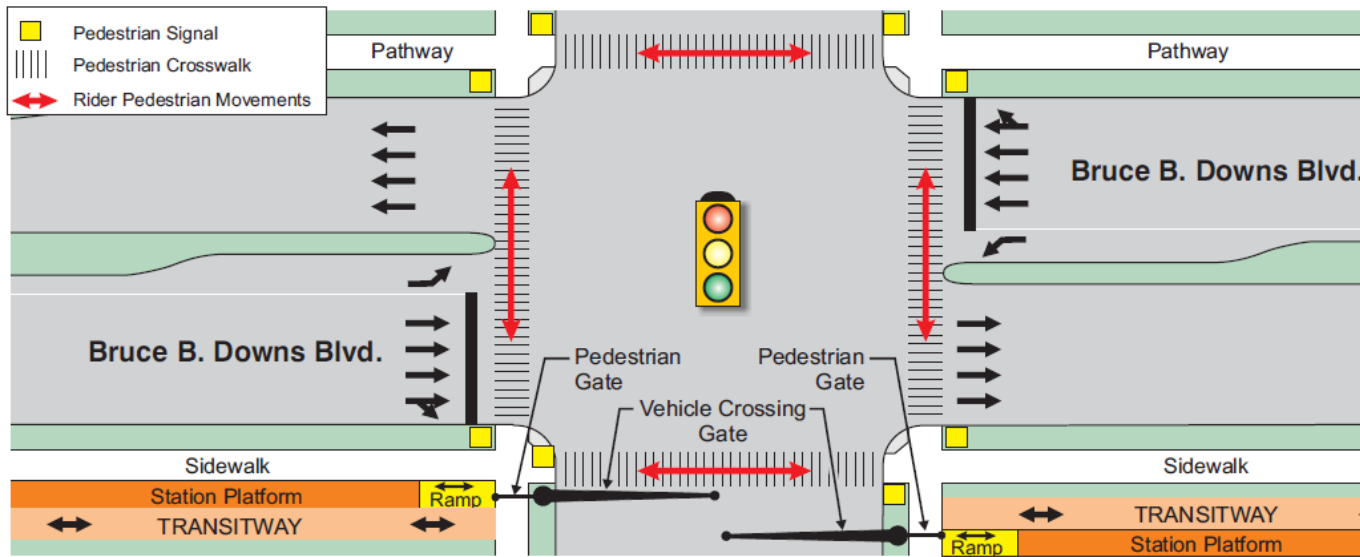 Pedestrian Signal
Pedestrian Crosswalk
Rider Pedestrian Movements
Pathway
Pathway
Bruce B. Downs Blvd.
Bruce B. Downs Blvd.
Pedestrian
Gate
Pedestrian
Gate
Vehicle Crossing
Gate
Sidewalk
Sidewalk
Station Platform
Ramp
TRANSITWAY
TRANSITWAY
Ramp
Station Platform